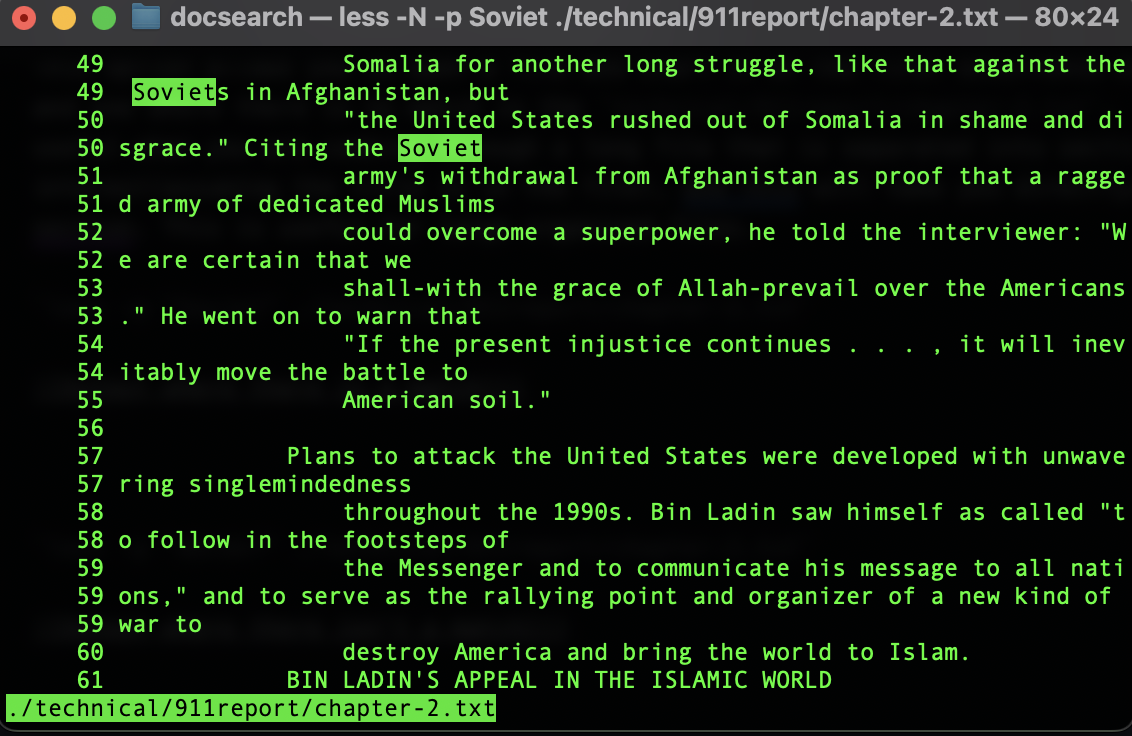 docsearch — less -N -p Soviet ./technical/911report/chapter-2.txt — 80×24
49 Somalia for another long struggle, like that against the
49 Soviets in Afghanistan, but
50 "the United States rushed out of Somalia in shame and di
50 sgrace." Citing the Soviet
51 army's withdrawal from Afghanistan as proof that a ragge
51 d army of dedicated Muslims
52 could overcome a superpower, he told the interviewer: "W
52 e are certain that we
53 shall-with the grace of Allah-prevail over the Americans
53 ." He went on to warn that
54 "If the present injustice continues . . . , it will inev
54 itably move the battle to
55 American soil."
56
57 Plans to attack the United States were developed with unwave
57 ring singlemindedness
58 throughout the 1990s. Bin Ladin saw himself as called "t
58 o follow in the footsteps of
59 the Messenger and to communicate his message to all nati
59 ons," and to serve as the rallying point and organizer of a new kind of
59 war to
60 destroy America and bring the world to Islam.
61 BIN LADIN'S APPEAL IN THE ISLAMIC WORLD
./technical/911report/chapter-2.txt